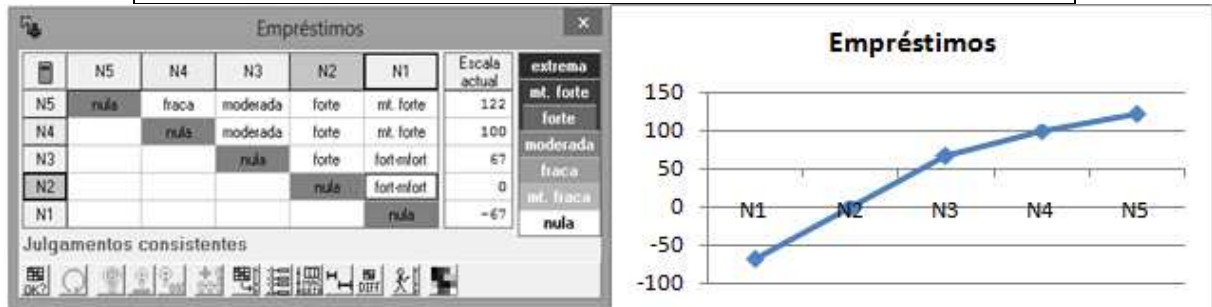 Empréstimos
N5 N4 N3 N2 N1 Escala actual
N5 nula fraca moderada forte mt. forte 122
N4 nula moderada forte mt. forte 100
N3 nula forte fort-mfort 67
N2 nula fort-mfort 0
N1 nula -67
extrema
mt. forte
forte
moderada
fraca
mt. fraca
nula
Julgamentos consistentes
OK?
DIFF
Empréstimos
150
100
50
0
-50
-100
N1 N2 N3 N4 N5